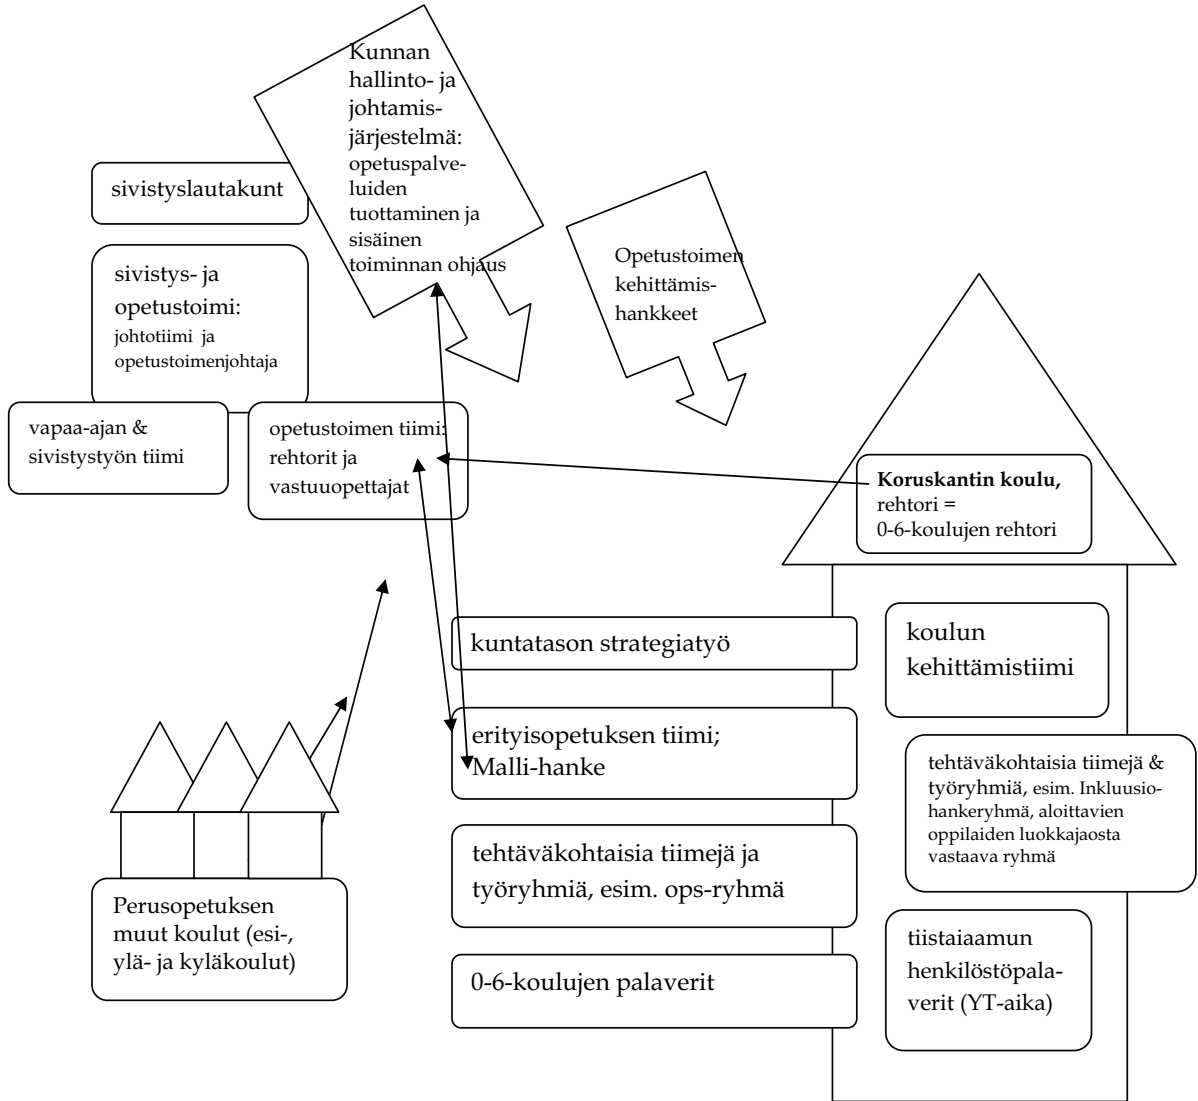 Kunnan
hallinto- ja
johtamis-
järjestelmä:
opetuspalve-
luiden
tuottaminen ja
sisäinen
toiminnan ohjaus
sivistyslautakunt
sivistys- ja
opetustoimi:
johtotiimi ja
opetustoimenjohtaja
vapaa-ajan &
sivistystyön tiimi
opetustoimen tiimi:
rehtorit ja
vastuuopettajat
Opetustoimen
kehittämis-
hankkeet
Koruskantin koulu,
rehtori =
0-6-koulujen rehtori
kuntatason strategiatyö
erityisopetuksen tiimi;
Malli-hanke
tehtäväkohtaisia tiimejä ja
työryhmiä, esim. ops-ryhmä
0-6-koulujen palaverit
koulun
kehittämistiimi
tehtäväkohtaisia tiimejä &
työryhmiä, esim. Inkluusio-
hankeryhmä, aloittavien
oppilaiden luokkajaosta
vastaava ryhmä
tiistaiaamun
henkilöstöpala-
verit (YT-aika)
Perusopetuksen
muut koulut (esi-,
ylä- ja kyläkoulut)